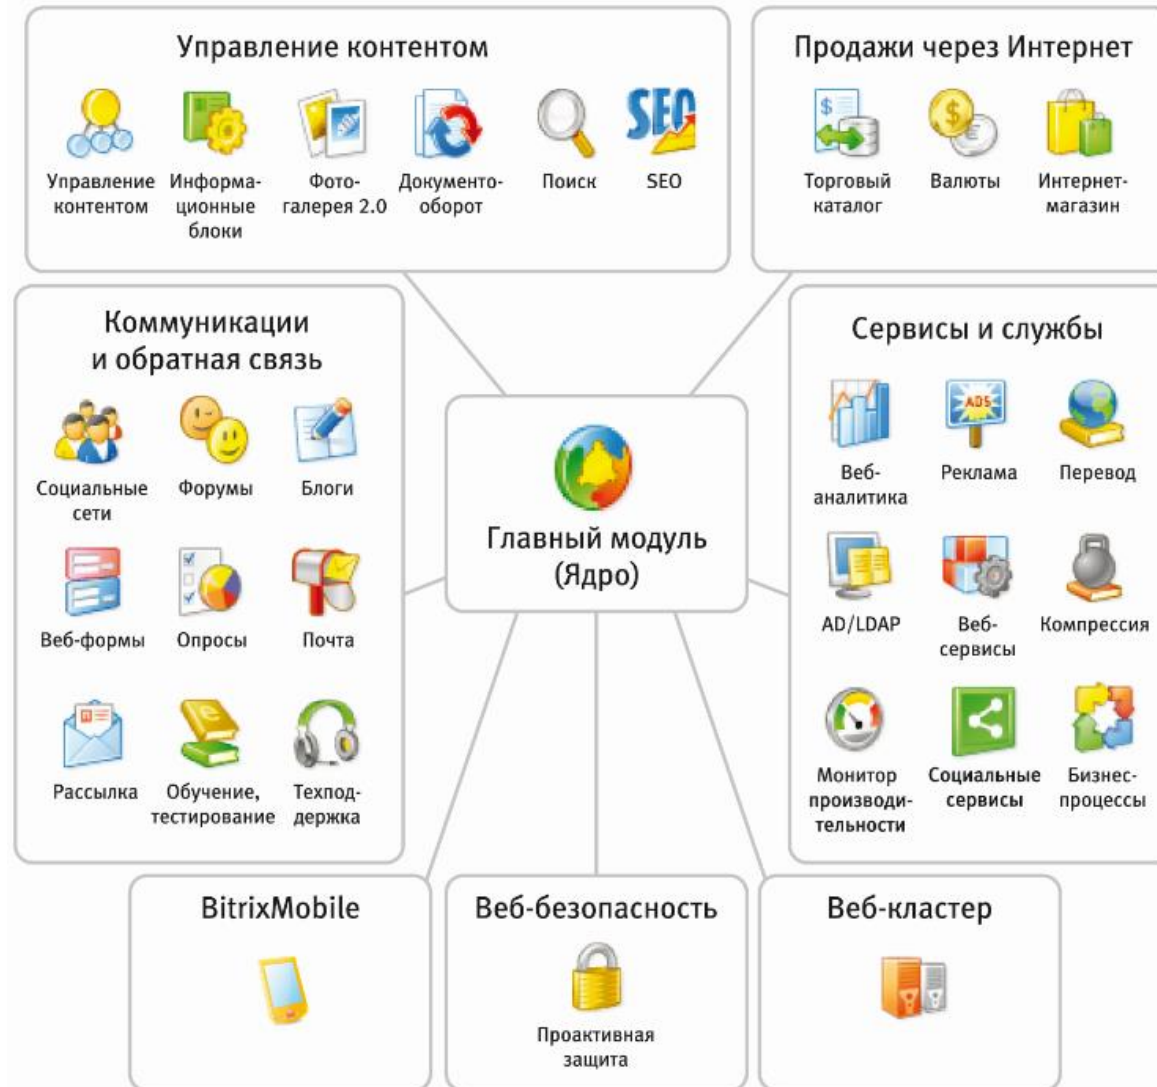 Управление контентом
Управление
контентом
Информа-
ционные
блоки
Фото-
галерея 2.0
Документо-
оборот
Поиск
SEO
SEO
Продажи через Интернет
Торговый
каталог
Валюты
Интернет-
магазин
Коммуникации
и обратная связь
Социальные
сети
Форумы
Блоги
Веб-формы
Опросы
Почта
Рассылка
Обучение,
тестирование
Техпод-
держка
Главный модуль
(Ядро)
Сервисы и службы
Веб-
аналитика
ADS
Реклама
Перевод
AD/LDAP
Веб-
сервисы
Компрессия
Монитор
производи-
тельности
Социальные
сервисы
Бизнес-
процессы
BitrixMobile
Веб-безопасность
Проактивная
защита
Веб-кластер